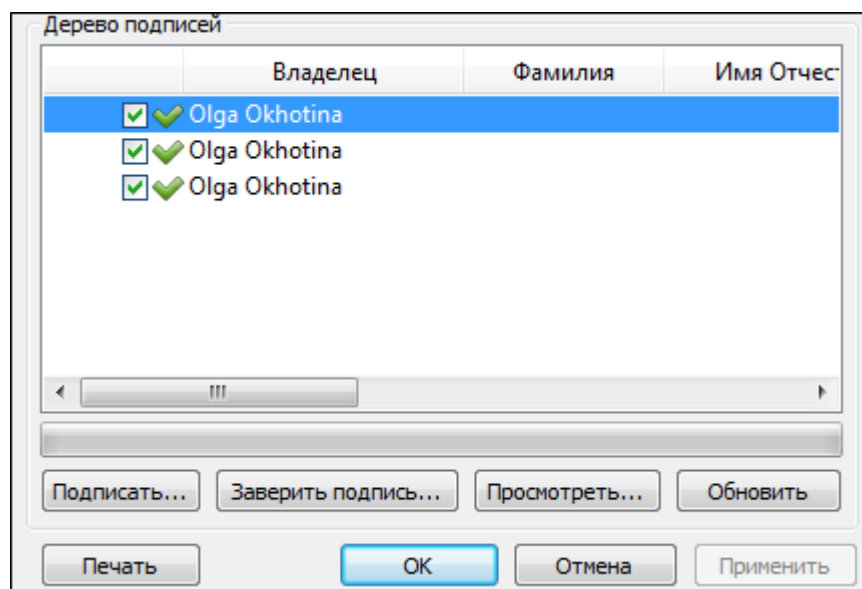 Дерево подписей
Владелец Фамилия Имя Отчес
Olga Okhotina
Olga Okhotina
Olga Okhotina
Подписать... Заверить подпись... Просмотреть... Обновить
Печать OK Отмена Применить